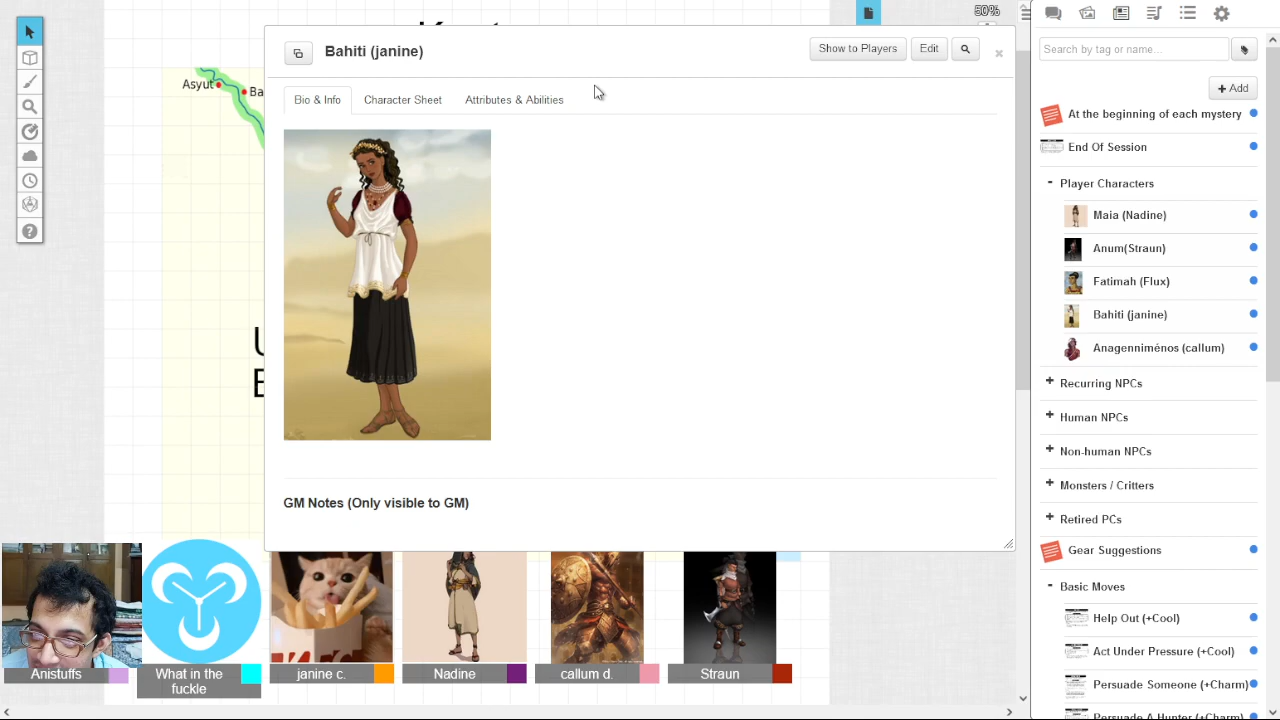 80%
Bahiti (janine)
Show to Players
Edit
Bio & Info
Character Sheet
Attributes & Abilities
Asyut
GM Notes (Only visible to GM)
Anistuffs
What in the
fuckle
janine c.
Nadine
callum d.
Straun
Search by tag or name...
+ Add
At the beginning of each mystery
End Of Session
- Player Characters
Maia (Nadine)
Anum(Straun)
Fatimah (Flux)
Bahiti (janine)
Anagenniménos (callum)
+ Recurring NPCs
+ Human NPCs
+ Non-human NPCs
+ Monsters / Critters
+ Retired PCs
Gear Suggestions
- Basic Moves
Help Out (+Cool)
Act Under Pressure (+Cool)
Persuade Someone (+Charm)
Persuade A Hunter (+Charm)